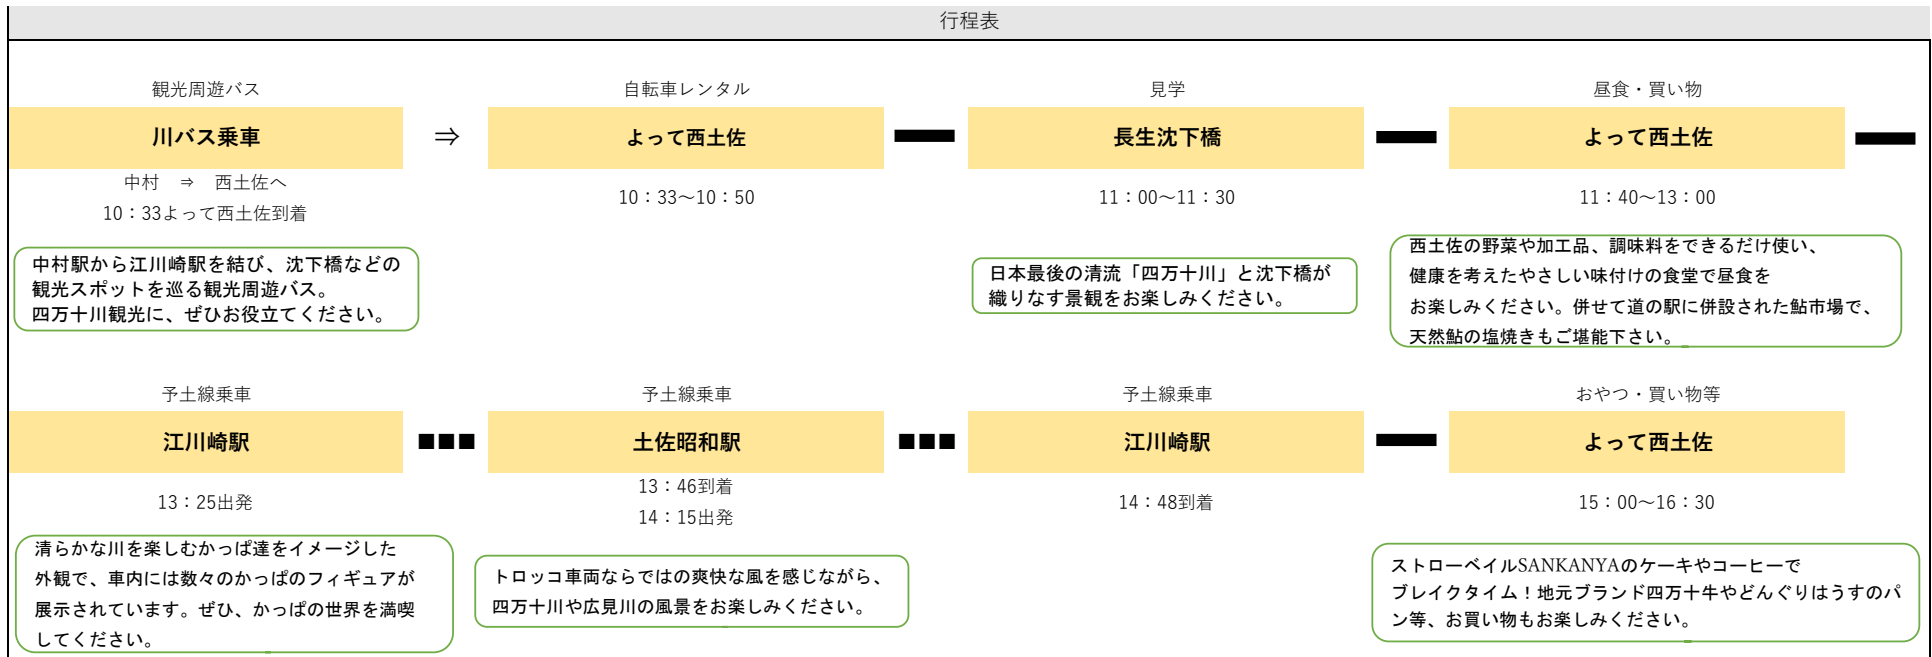 行程表
観光周遊バス
川バス乗車
⇒
中村　⇒　西土佐へ
10：33よって西土佐到着
中村駅から江川崎駅を結び、沈下橋などの
観光スポットを巡る観光周遊バス。
四万十川観光に、ぜひお役立てください。
自転車レンタル
よって西土佐
10：33～10：50
見学
長生沈下橋
11：00～11：30
日本最後の清流「四万十川」と沈下橋が
織りなす景観をお楽しみください。
昼食・買い物
よって西土佐
11：40～13：00
西土佐の野菜や加工品、調味料をできるだけ使い、
健康を考えたやさしい味付けの食堂で昼食を
お楽しみください。併せて道の駅に併設された鮎市場で、
天然鮎の塩焼きもご堪能下さい。
予土線乗車
江川崎駅
13：25出発
清らかな川を楽しむかっぱ達をイメージした
外観で、車内には数々のかっぱのフィギュアが
展示されています。ぜひ、かっぱの世界を満喫
してください。
予土線乗車
土佐昭和駅
13：46到着
14：15出発
トロッコ車両ならではの爽快な風を感じながら、
四万十川や広見川の風景をお楽しみください。
予土線乗車
江川崎駅
14：48到着
おやつ・買い物等
よって西土佐
15：00～16：30
ストローベイルSANKANYAのケーキやコーヒーで
ブレイクタイム！地元ブランド四万十牛やどんぐりはうすのパ
ン等、お買い物もお楽しみください。